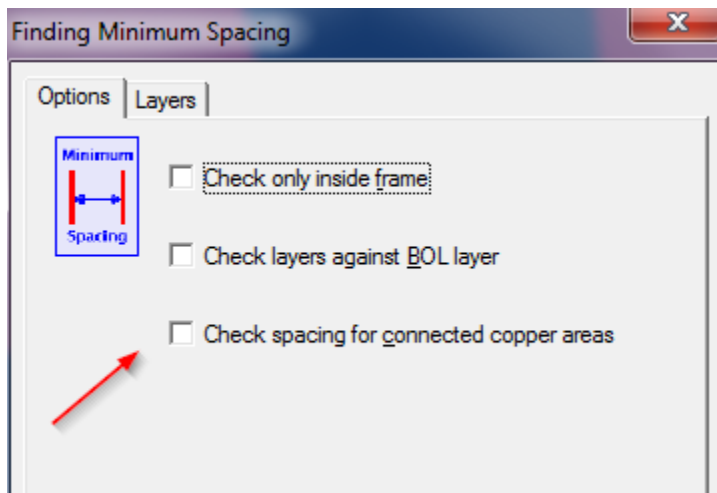 Finding Minimum Spacing
Options
Layers
Minimum
Spacing
Check only inside frame
Check layers against BOL layer
Check spacing for connected copper areas